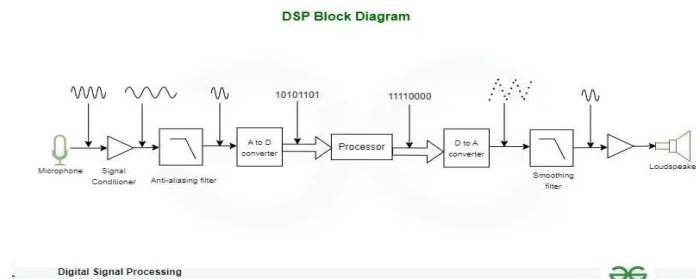 DSP Block Diagram
10101101
11110000
A to D
converter
Processor
D to A
converter
Microphone
Signal
Conditioner
Anti-aliasing filter
Smoothing
filter
Loudspeake
Digital Signal Processing